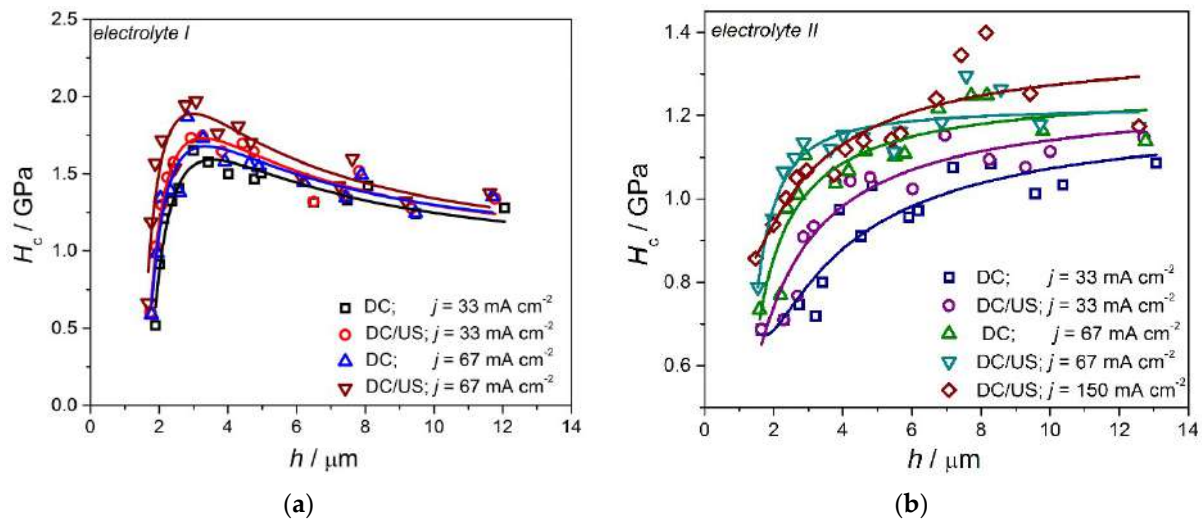 electrolyte I
2.5
2.0
1.5
1.0
0.5
0.0
H_c / GPa
DC; j = 33 mA cm⁻²
DC/US; j = 33 mA cm⁻²
DC; j = 67 mA cm⁻²
DC/US; j = 67 mA cm⁻²
0 2 4 6 8 10 12 14
h / μm
(a)
electrolyte II
1.4
1.2
1.0
0.8
0.6
H_c / GPa
DC; j = 33 mA cm⁻²
DC/US; j = 33 mA cm⁻²
DC; j = 67 mA cm⁻²
DC/US; j = 67 mA cm⁻²
DC/US; j = 150 mA cm⁻²
0 2 4 6 8 10 12 14
h / μm
(b)